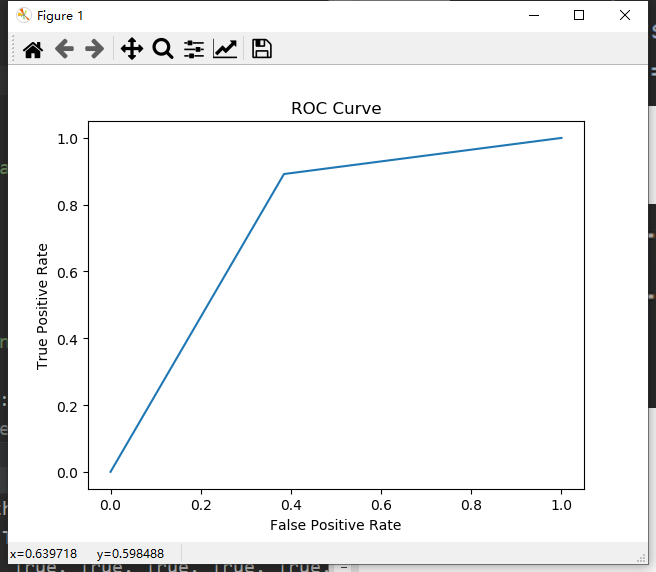 Figure 1
ROC Curve
1.0
0.8
0.6
0.4
0.2
0.0
True Positive Rate
0.0 0.2 0.4 0.6 0.8 1.0
False Positive Rate
x=0.639718 y=0.598488
True, True, True, True, True,